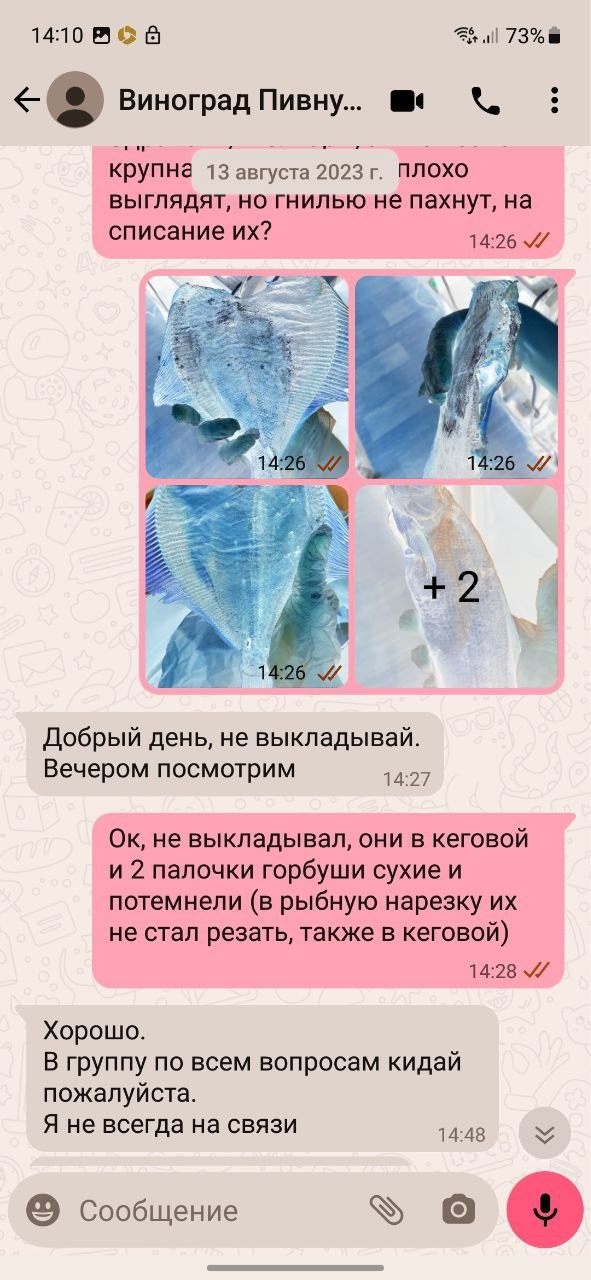 14:10
73%
Виноград Пивну...
13 августа 2023 г.
крупна плохо
выглядят, но гнилью не пахнут, на
списание их?
14:26
14:26
14:26
14:26
+ 2
Добрый день, не выкладывай.
Вечером посмотрим
14:27
Ок, не выкладывал, они в кеговой
и 2 палочки горбуши сухие и
потемнели (в рыбную нарезку их
не стал резать, также в кеговой)
14:28
Хорошо.
В группу по всем вопросам кидай
пожалуйста.
Я не всегда на связи
14:48
Сообщение